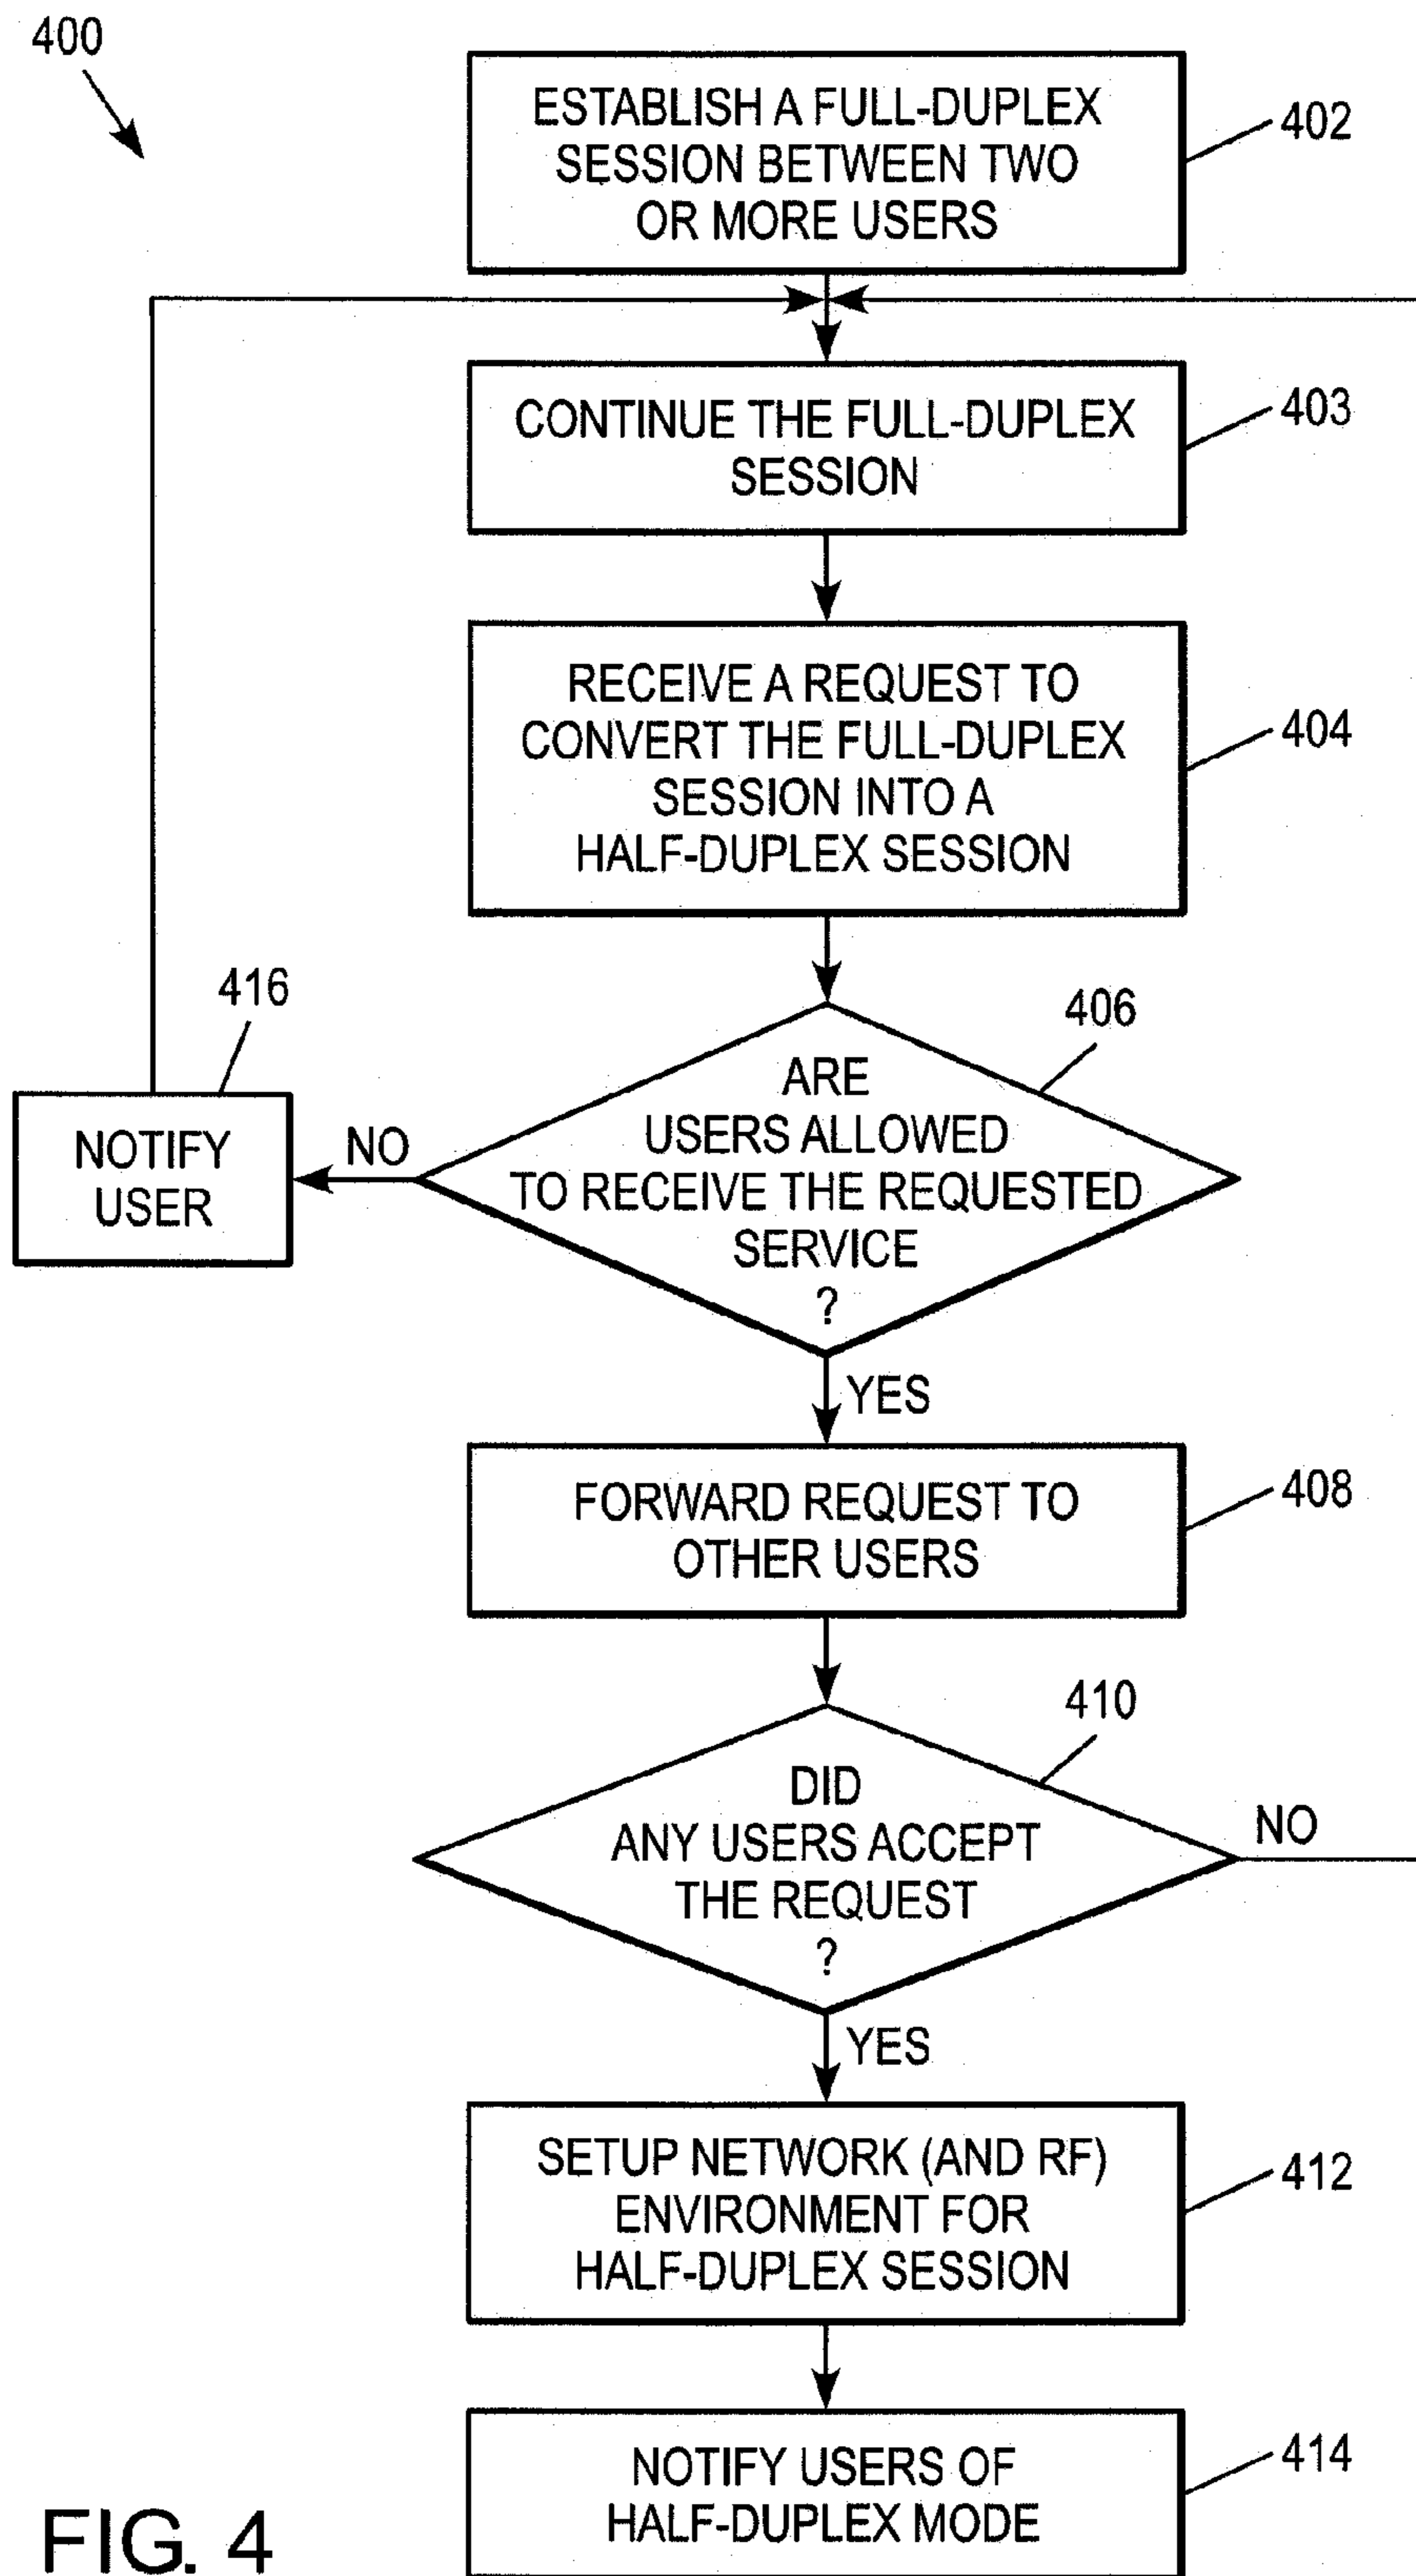 400
ESTABLISH A FULL-DUPLEX
SESSION BETWEEN TWO
OR MORE USERS
402
CONTINUE THE FULL-DUPLEX
SESSION
403
RECEIVE A REQUEST TO
CONVERT THE FULL-DUPLEX
SESSION INTO A
HALF-DUPLEX SESSION
404
416
NOTIFY
USER
NO
406
ARE
USERS ALLOWED
TO RECEIVE THE REQUESTED
SERVICE
?
YES
FORWARD REQUEST TO
OTHER USERS
408
410
DID
ANY USERS ACCEPT
THE REQUEST
?
NO
YES
SETUP NETWORK (AND RF)
ENVIRONMENT FOR
HALF-DUPLEX SESSION
412
NOTIFY USERS OF
HALF-DUPLEX MODE
414
FIG. 4